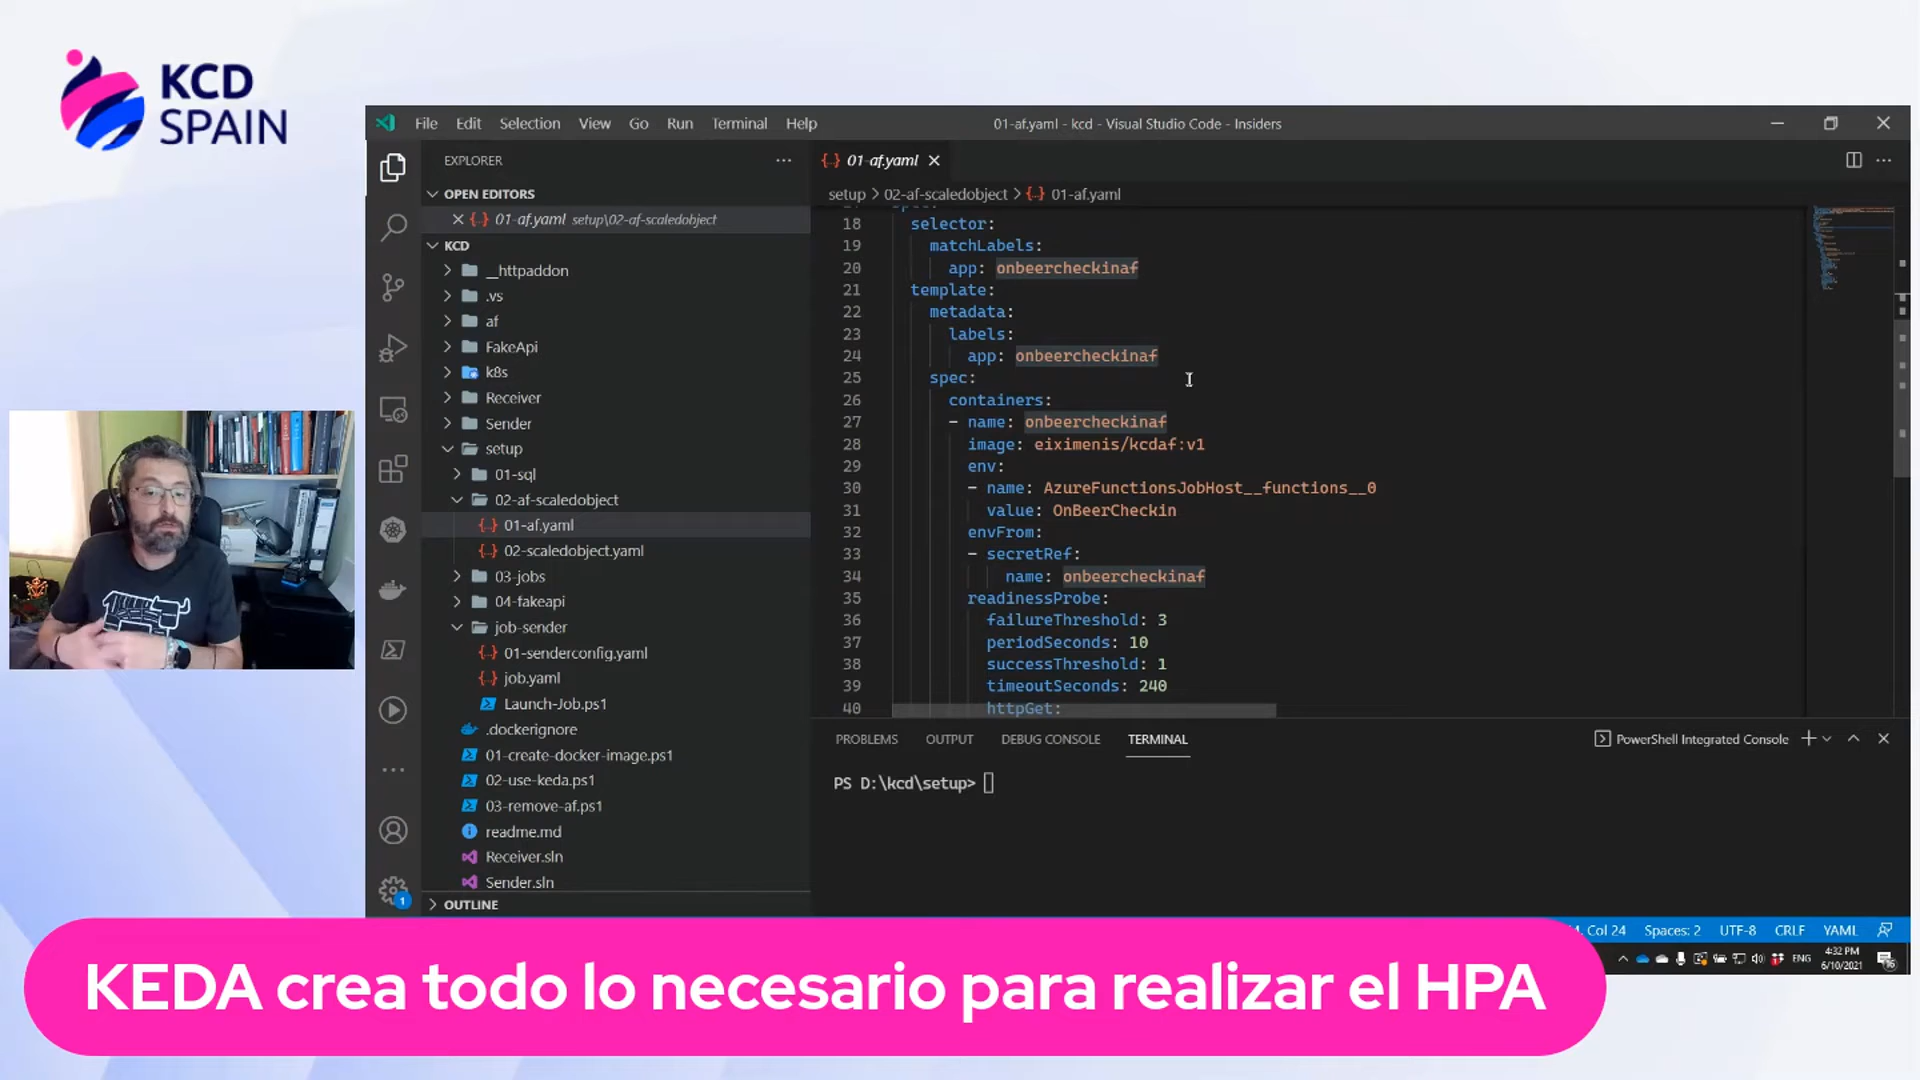 KCD
SPAIN
File Edit Selection View Go Run Terminal Help
01-af.yaml - kcd - Visual Studio Code - Insiders
EXPLORER
OPEN EDITORS
01-af.yaml setup\02-af-scaledobject
KCD
__httpaddon
.vs
af
FakeApi
k8s
Receiver
Sender
setup
01-sql
02-af-scaledobject
01-af.yaml
02-scaledobject.yaml
03-jobs
04-fakeapi
job-sender
01-senderconfig.yaml
job.yaml
Launch-Job.ps1
.dockerignore
01-create-docker-image.ps1
02-use-keda.ps1
03-remove-af.ps1
readme.md
Receiver.sln
Sender.sln
OUTLINE
1
{..} 01-af.yaml
setup > 02-af-scaledobject > {..} 01-af.yaml
18 selector:
19 matchLabels:
20 app: onbeercheckinaf
21 template:
22 metadata:
23 labels:
24 app: onbeercheckinaf
25 spec:
26 containers:
27 - name: onbeercheckinaf
28 image: eiximenis/kcdaf:v1
29 env:
30 - name: AzureFunctionsJobHost__functions__0
31 value: OnBeerCheckin
32 envFrom:
33 - secretRef:
34 name: onbeercheckinaf
35 readinessProbe:
36 failureThreshold: 3
37 periodSeconds: 10
38 successThreshold: 1
39 timeoutSeconds: 240
40 httpGet:
PROBLEMS OUTPUT DEBUG CONSOLE TERMINAL
PowerShell Integrated Console
PS D:\kcd\setup>
Col 24 Spaces: 2 UTF-8 CRLF YAML
ENG
4:32 PM
6/10/2021
KEDA crea todo lo necesario para realizar el HPA